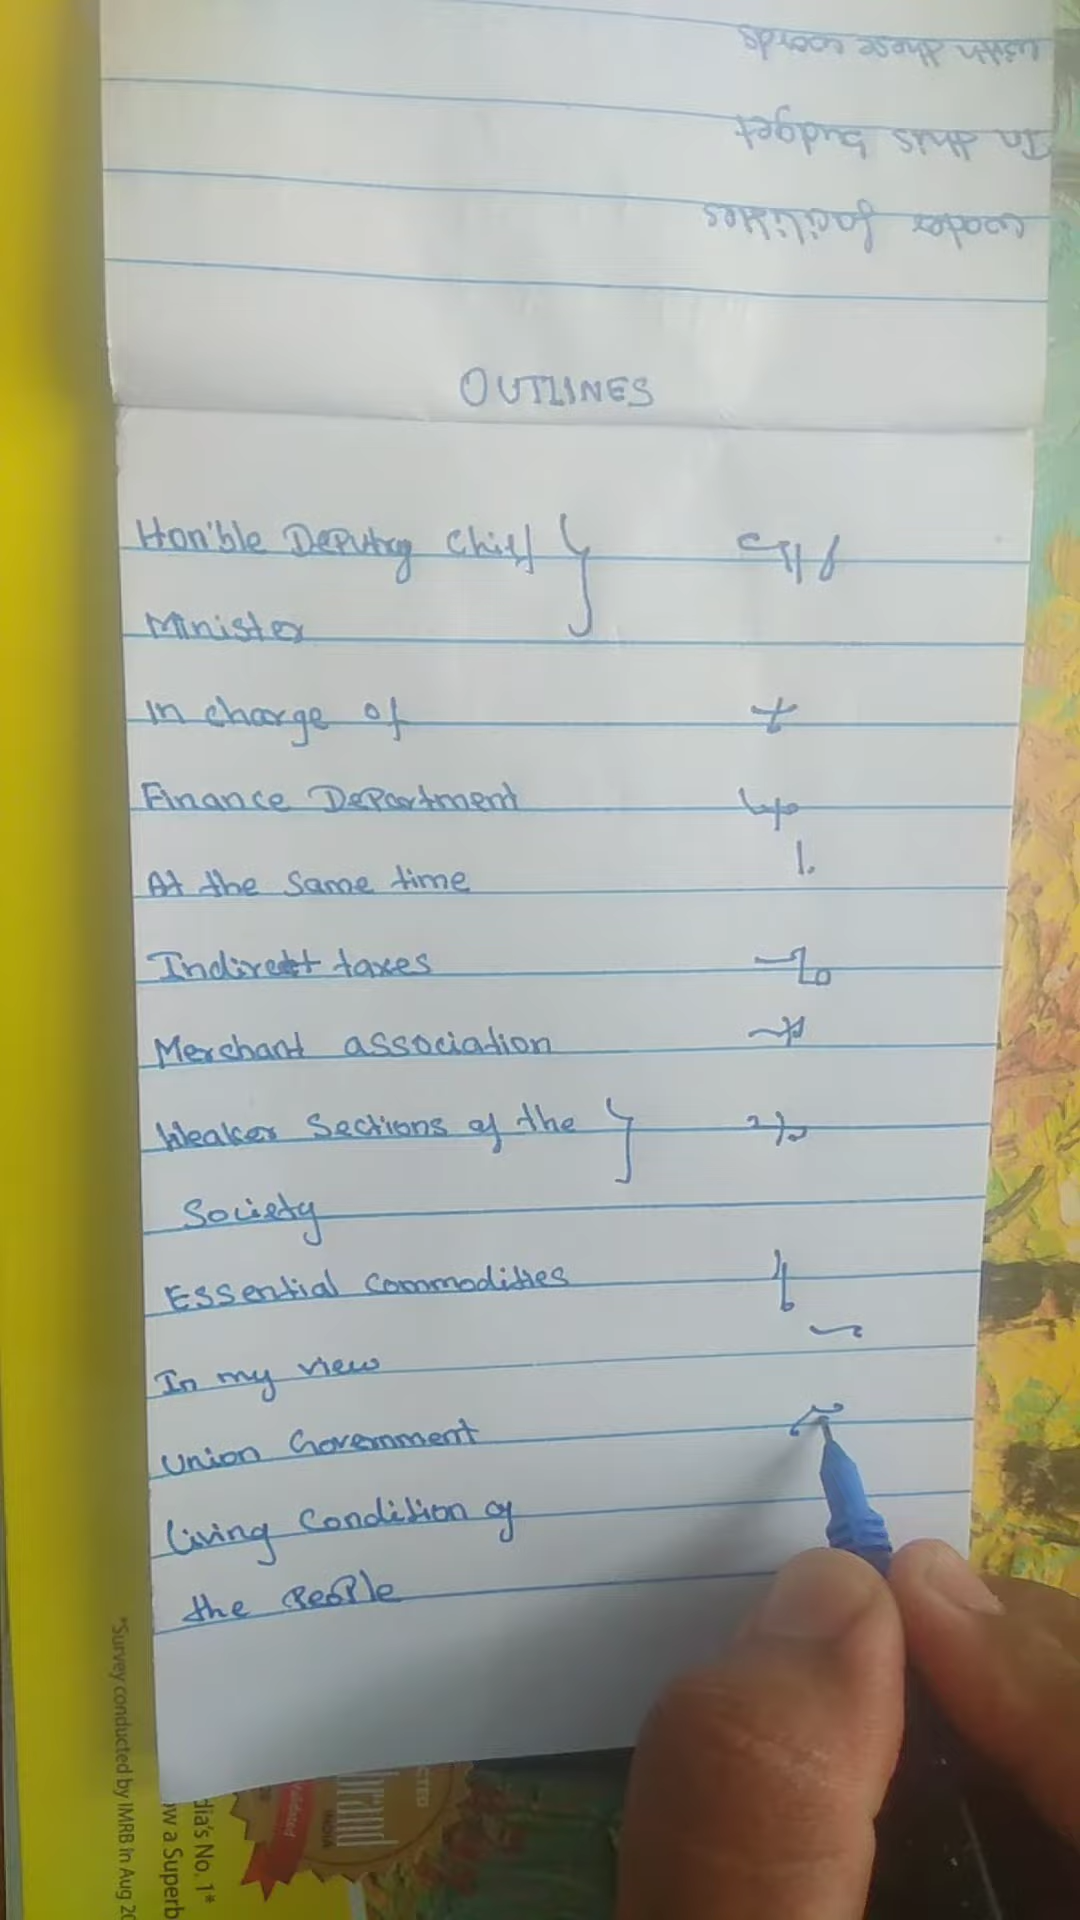 with these words
In this budget
water facilities
OUTLINES
Hon'ble Deputy Chief
Minister
In charge of
Finance Department
At the same time
Indirect taxes
Merchant association
Weaker Sections of the
Society
Essential Commodities
In my view
Union Government
Living Condition of
the People
*Survey conducted by IMRB in Aug 20
dia's No. 1*
ow a Superb